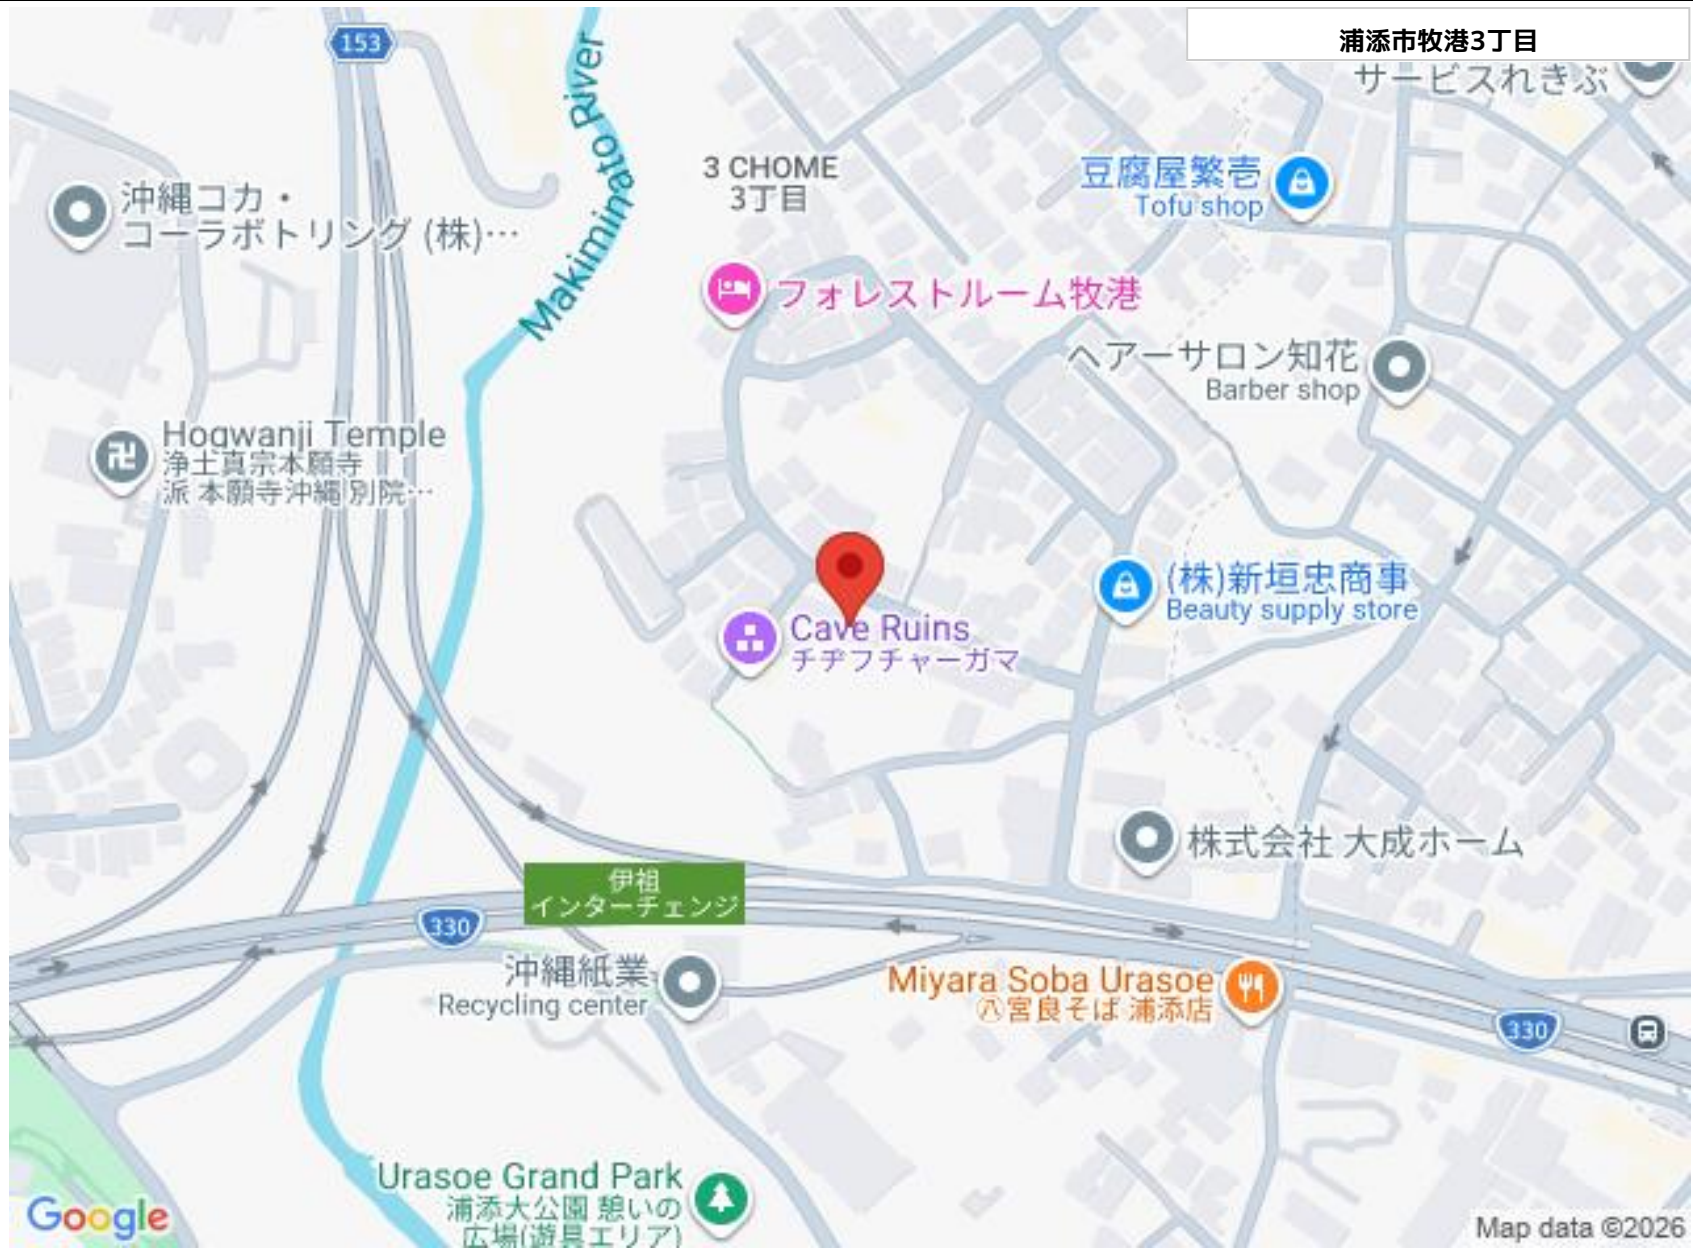 浦添市牧港3丁目
153
サービスれきぶ
Makiminato River
3 CHOME
3丁目
豆腐屋繁壱
Tofu shop
沖縄コカ・
コーラボトリング (株)…
フォレストルーム牧港
ヘアーサロン知花
Barber shop
Hogwanji Temple
浄土真宗本願寺
派 本願寺沖縄別院…
(株)新垣忠商事
Beauty supply store
Cave Ruins
チヂフチャーガマ
株式会社 大成ホーム
伊祖
インターチェンジ
330
沖縄紙業
Recycling center
Miyara Soba Urasoe
八宮良そば 浦添店
330
Urasoe Grand Park
浦添大公園 憩いの
広場(遊具エリア)
Google
Map data ©2026